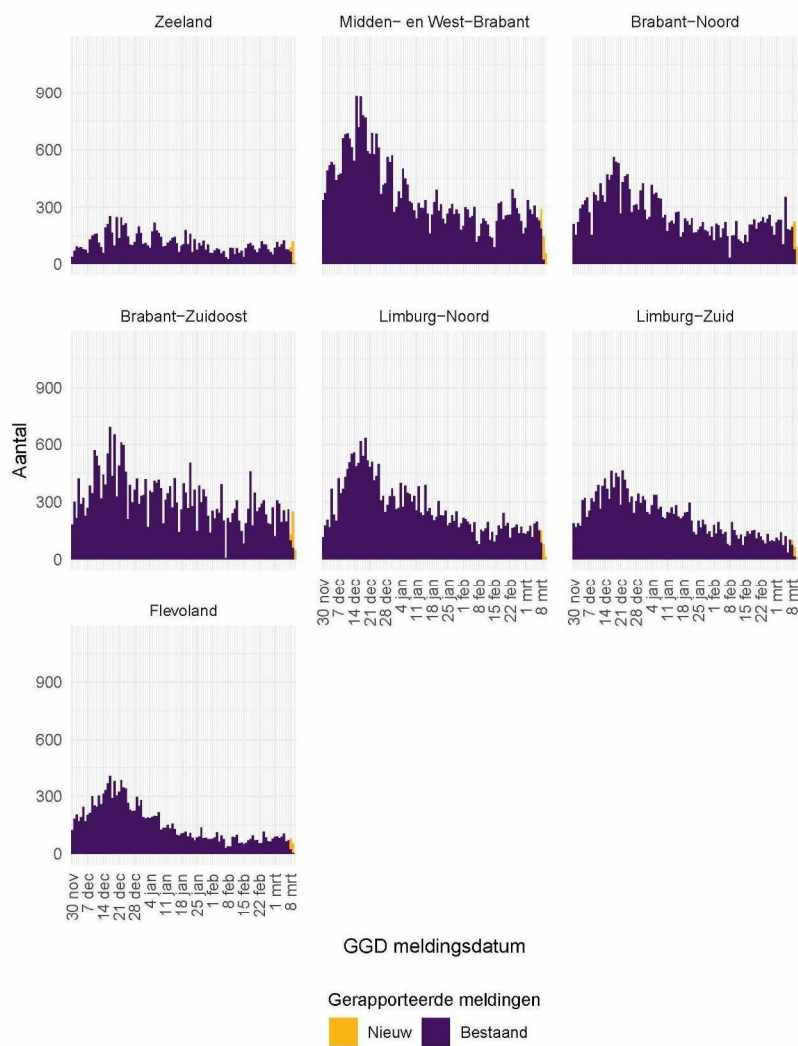 Zeeland
Midden- en West-Brabant
Brabant-Noord
900
600
300
0
Brabant-Zuidoost
Limburg-Noord
Limburg-Zuid
Aantal
900
600
300
0
30 nov
7 dec
14 dec
21 dec
28 dec
4 jan
11 jan
18 jan
25 jan
1 feb
8 feb
15 feb
22 feb
1 mrt
8 mrt
30 nov
7 dec
14 dec
21 dec
28 dec
4 jan
11 jan
18 jan
25 jan
1 feb
8 feb
15 feb
22 feb
1 mrt
8 mrt
Flevoland
900
600
300
0
30 nov
7 dec
14 dec
21 dec
28 dec
4 jan
11 jan
18 jan
25 jan
1 feb
8 feb
15 feb
22 feb
1 mrt
8 mrt
GGD meldingsdatum
Gerapporteerde meldingen
Nieuw
Bestaand